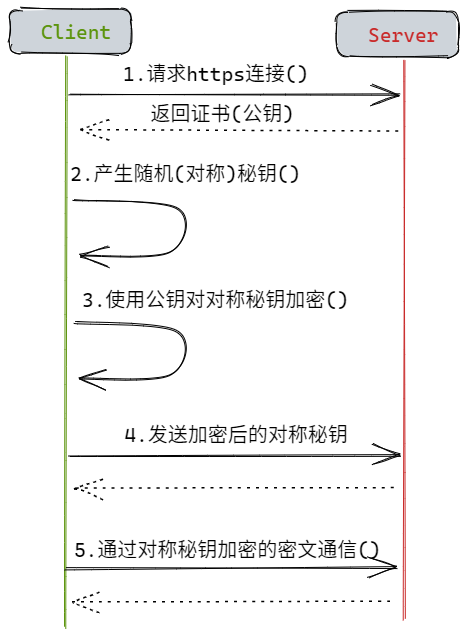 Client
Server
1.请求https连接()
返回证书(公钥)
2.产生随机(对称)秘钥()
3.使用公钥对对称秘钥加密()
4.发送加密后的对称秘钥
5.通过对称秘钥加密的密文通信()